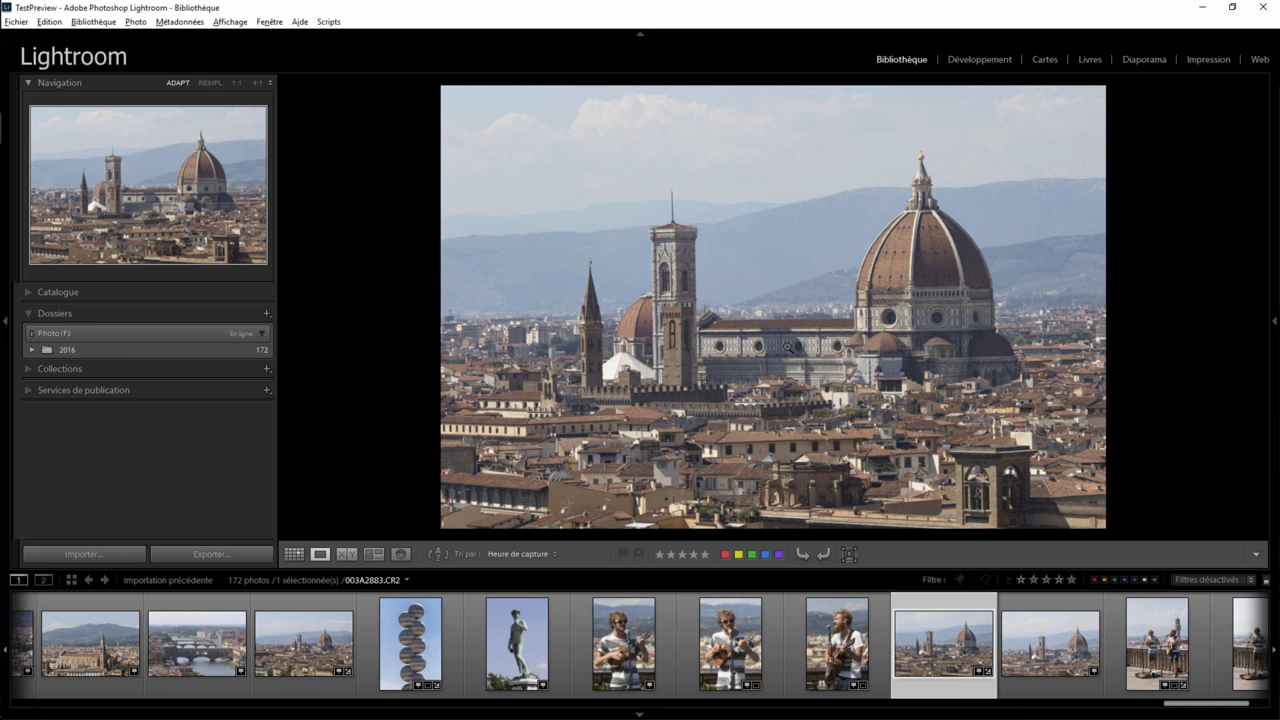 TestPreview - Adobe Photoshop Lightroom - Bibliothèque
Fichier Edition Bibliothèque Photo Métadonnées Affichage Fenêtre Aide Scripts
Lightroom
Bibliothèque | Développement | Cartes | Livres | Diaporama | Impression | Web
Navigation ADAPT. REMPL. 1:1 4:1
Catalogue
Dossiers
Photo (F:) En ligne
2016 172
Collections
Services de publication
Importer... Exporter...
XY
Tri par : Heure de capture
1 2 Importation précédente 172 photos /1 sélectionnée(s) /003A2883.CR2
Filtre : Filtres désactivés